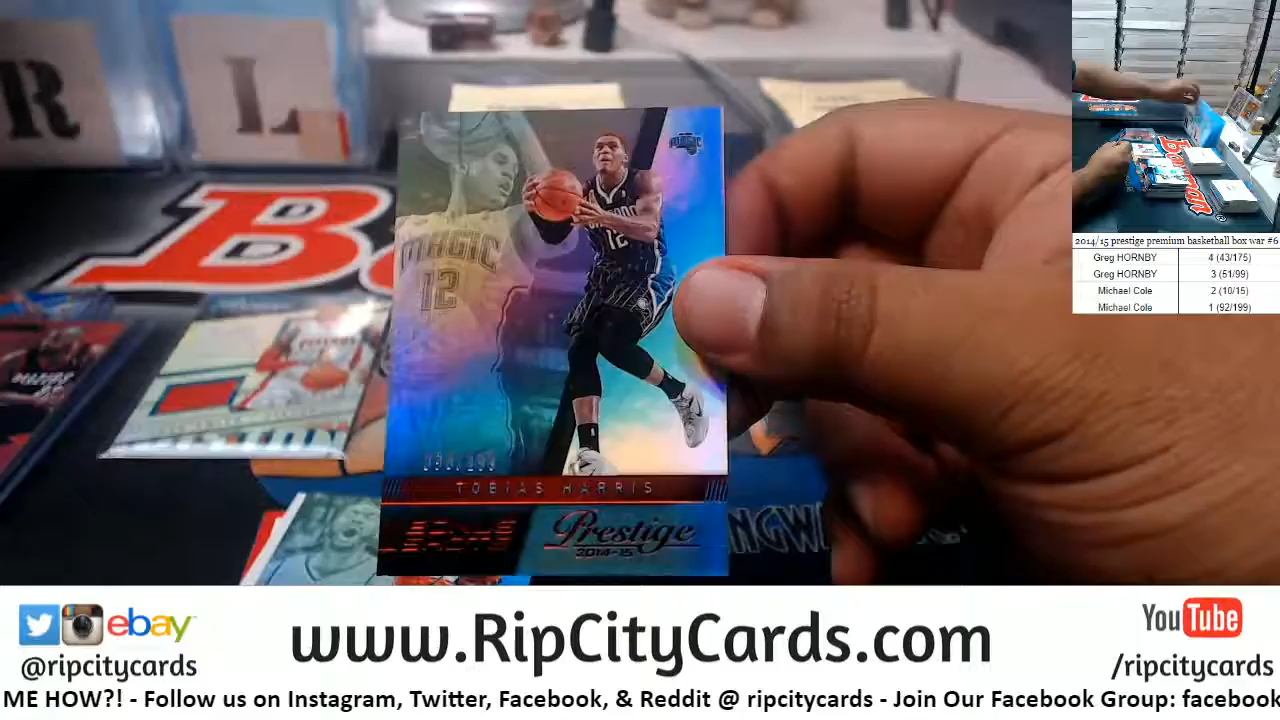 R L
MAGIC
MAGIC
12
12
TOBIAS HARRIS
Prestige
2014-15
Bowman
2014/15 prestige premium basketball box war #6
Greg HORNBY 4 (43/175)
Greg HORNBY 3 (51/99)
Michael Cole 2 (10/15)
Michael Cole 1 (92/199)
ebay
@ripcitycards
www.RipCityCards.com
YouTube
/ripcitycards
ME HOW?! - Follow us on Instagram, Twitter, Facebook, & Reddit @ ripcitycards - Join Our Facebook Group: facebook